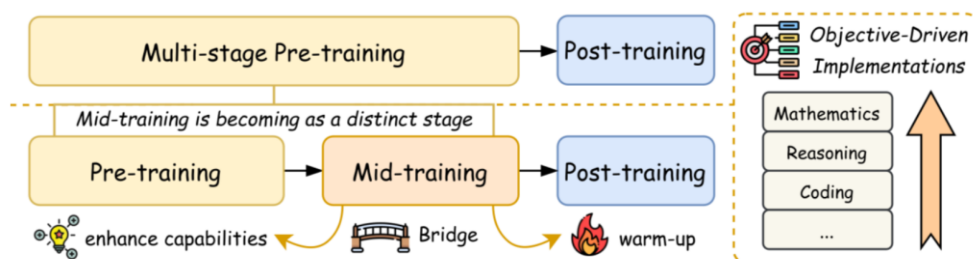 Multi-stage Pre-training
Post-training
Mid-training is becoming as a distinct stage
Pre-training
Mid-training
Post-training
enhance capabilities
Bridge
warm-up
Objective-Driven
Implementations
Mathematics
Reasoning
Coding
...